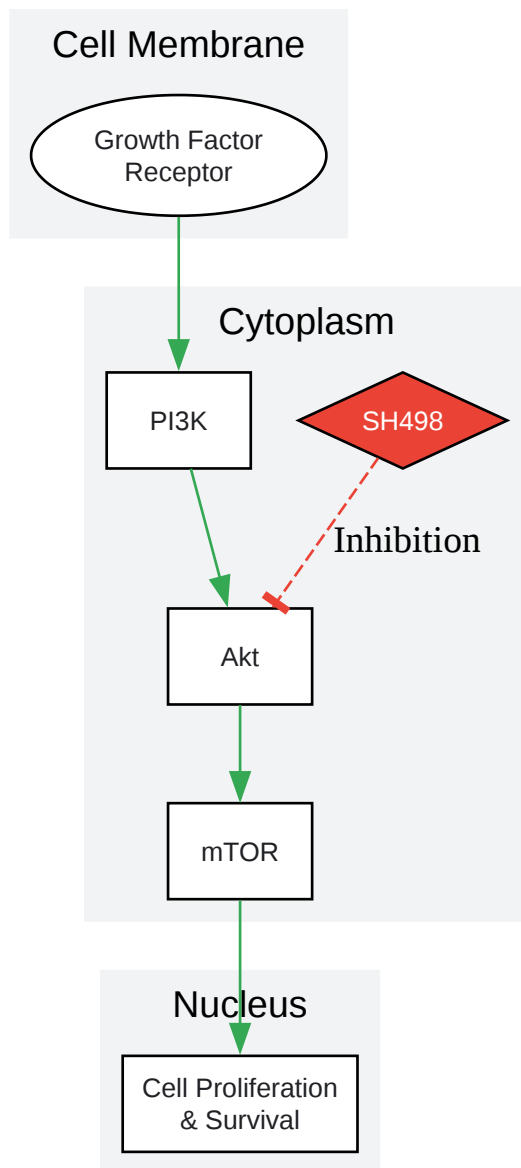 Cell Membrane
Growth Factor
Receptor
Cytoplasm
PI3K
SH498
Inhibition
Akt
mTOR
Nucleus
Cell Proliferation
& Survival